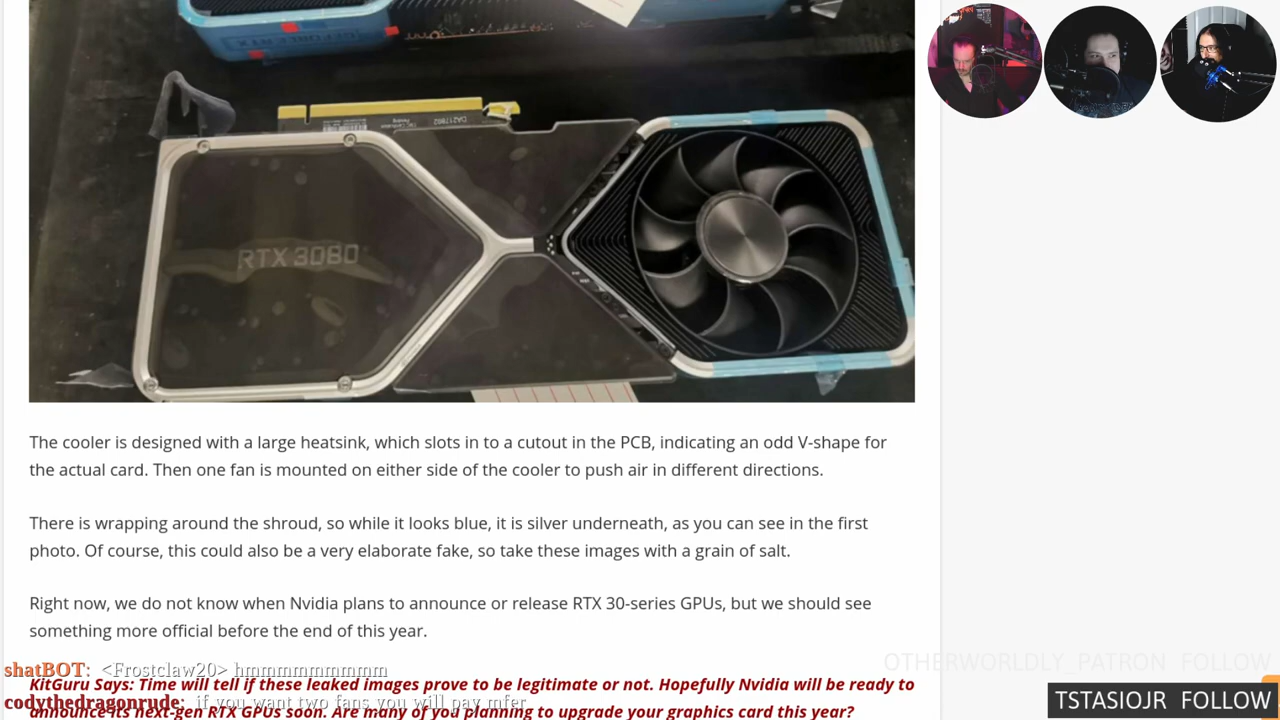 GEFORCE RTX
RTX 3080
The cooler is designed with a large heatsink, which slots in to a cutout in the PCB, indicating an odd V-shape for
the actual card. Then one fan is mounted on either side of the cooler to push air in different directions.
There is wrapping around the shroud, so while it looks blue, it is silver underneath, as you can see in the first
photo. Of course, this could also be a very elaborate fake, so take these images with a grain of salt.
Right now, we do not know when Nvidia plans to announce or release RTX 30-series GPUs, but we should see
something more official before the end of this year.
shatBOT: <Frostclaw20> hmmmmmmmmmm
OTHERWORLDLY_PATRON FOLLOW
KitGuru Says: Time will tell if these leaked images prove to be legitimate or not. Hopefully Nvidia will be ready to
codythedragonrude: if you want two fans you will pay mfer
announce its next-gen RTX GPUs soon. Are many of you planning to upgrade your graphics card this year?
TSTASIOJR FOLLOW